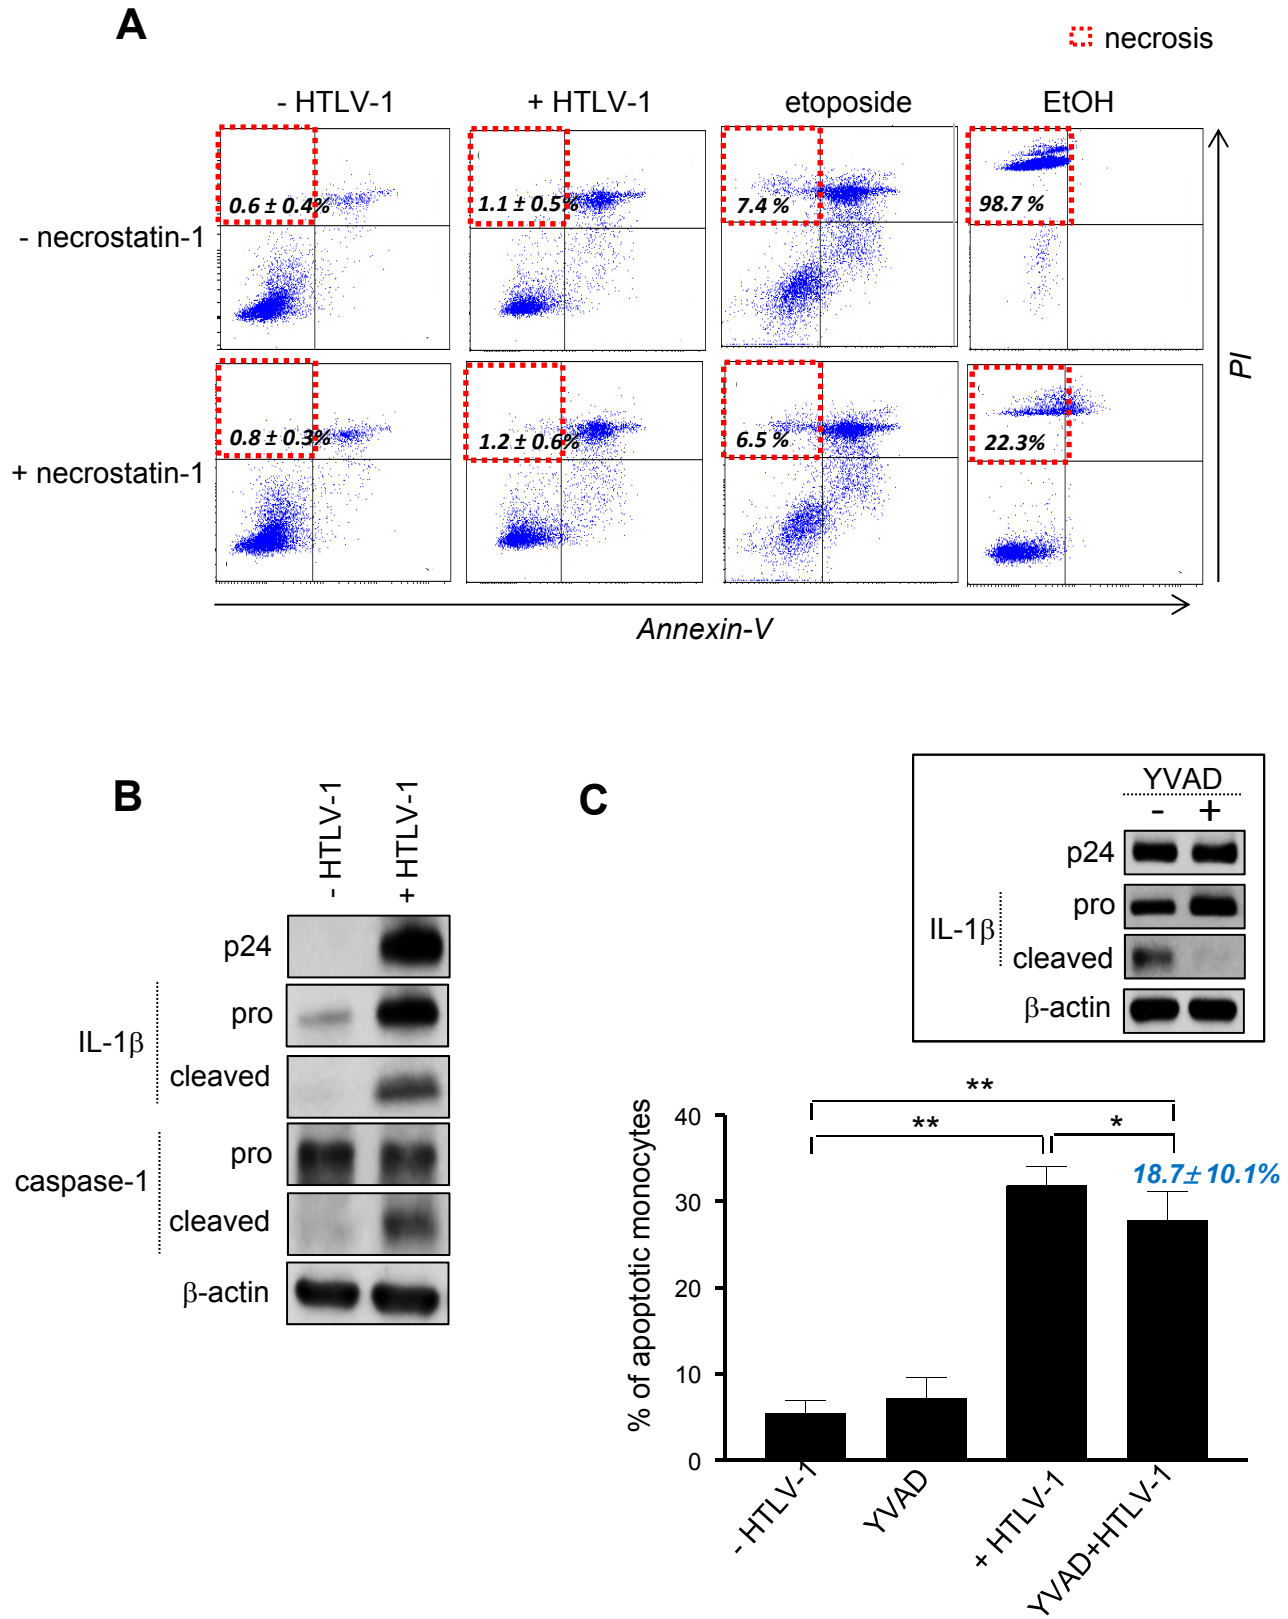 A
necrosis
- HTLV-1
+ HTLV-1
etoposide
EtOH
- necrostatin-1
0.6 ± 0.4%
1.1 ± 0.5%
7.4 %
98.7 %
+ necrostatin-1
0.8 ± 0.3%
1.2 ± 0.6%
6.5 %
22.3%
PI
Annexin-V
B
- HTLV-1
+ HTLV-1
p24
IL-1β
pro
cleaved
caspase-1
pro
cleaved
β-actin
C
YVAD
- +
p24
IL-1β
pro
cleaved
β-actin
% of apoptotic monocytes
40
30
20
10
0
**
**
*
18.7± 10.1%
- HTLV-1
YVAD
+ HTLV-1
YVAD+HTLV-1